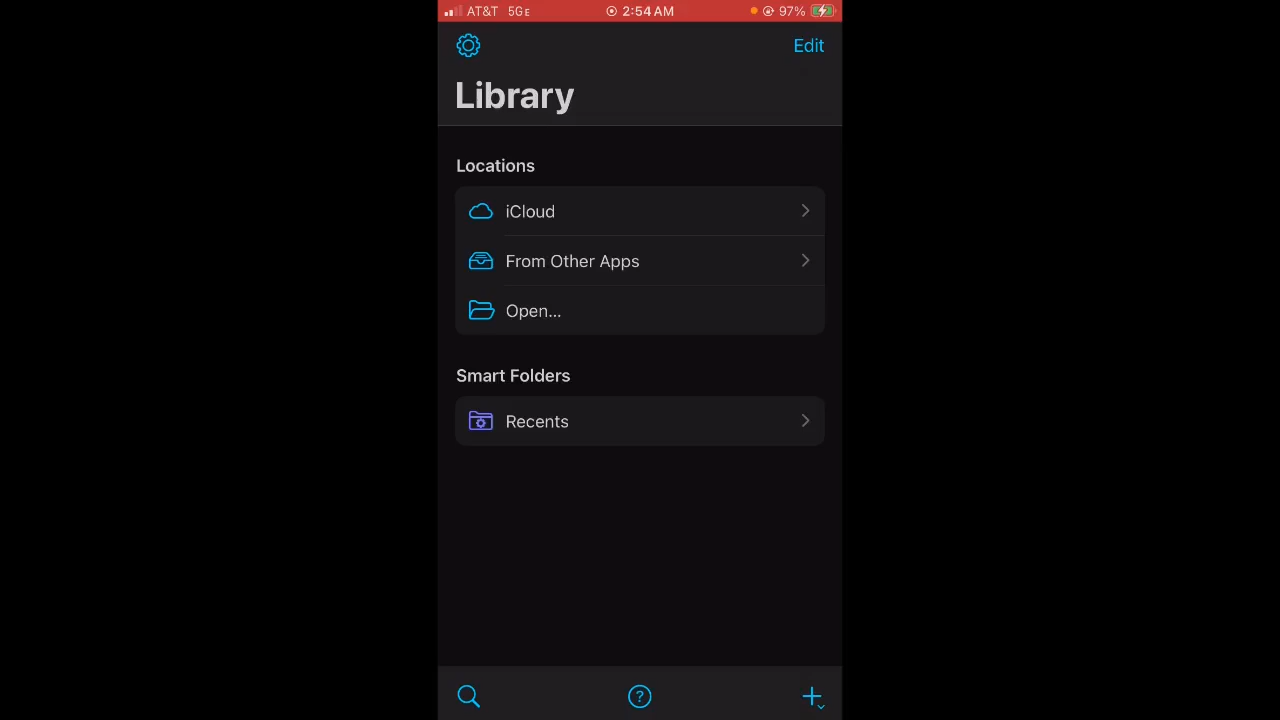 AT&T 5GE 2:54 AM 97%
Edit
Library
Locations
iCloud
From Other Apps
Open...
Smart Folders
Recents
?